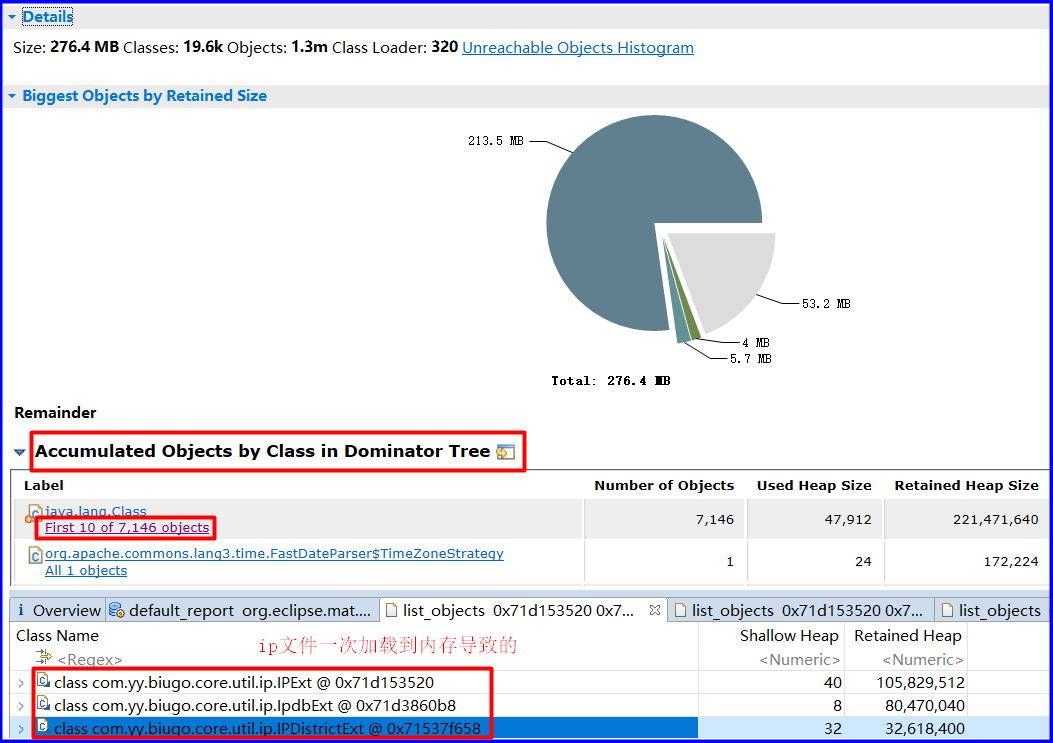 Details
Size: 276.4 MB Classes: 19.6k Objects: 1.3m Class Loader: 320 Unreachable Objects Histogram
Biggest Objects by Retained Size
213.5 MB
53.2 MB
4 MB
5.7 MB
Total: 276.4 MB
Remainder
Accumulated Objects by Class in Dominator Tree
Label Number of Objects Used Heap Size Retained Heap Size
java.lang.Class
First 10 of 7,146 objects 7,146 47,912 221,471,640
org.apache.commons.lang3.time.FastDateParser$TimeZoneStrategy
All 1 objects 1 24 172,224
i Overview default_report org.eclipse.mat.... list_objects 0x71d153520 0x7... list_objects 0x71d153520 0x7... list_objects
Class Name Shallow Heap Retained Heap
ip文件一次加载到内存导致的
<Regex> <Numeric> <Numeric>
class com.yy.biugo.core.util.ip.IPExt @ 0x71d153520 40 105,829,512
class com.yy.biugo.core.util.ip.IpdbExt @ 0x71d3860b8 8 80,470,040
class com.yy.biugo.core.util.ip.IPDistrictExt @ 0x71537f658 32 32,618,400